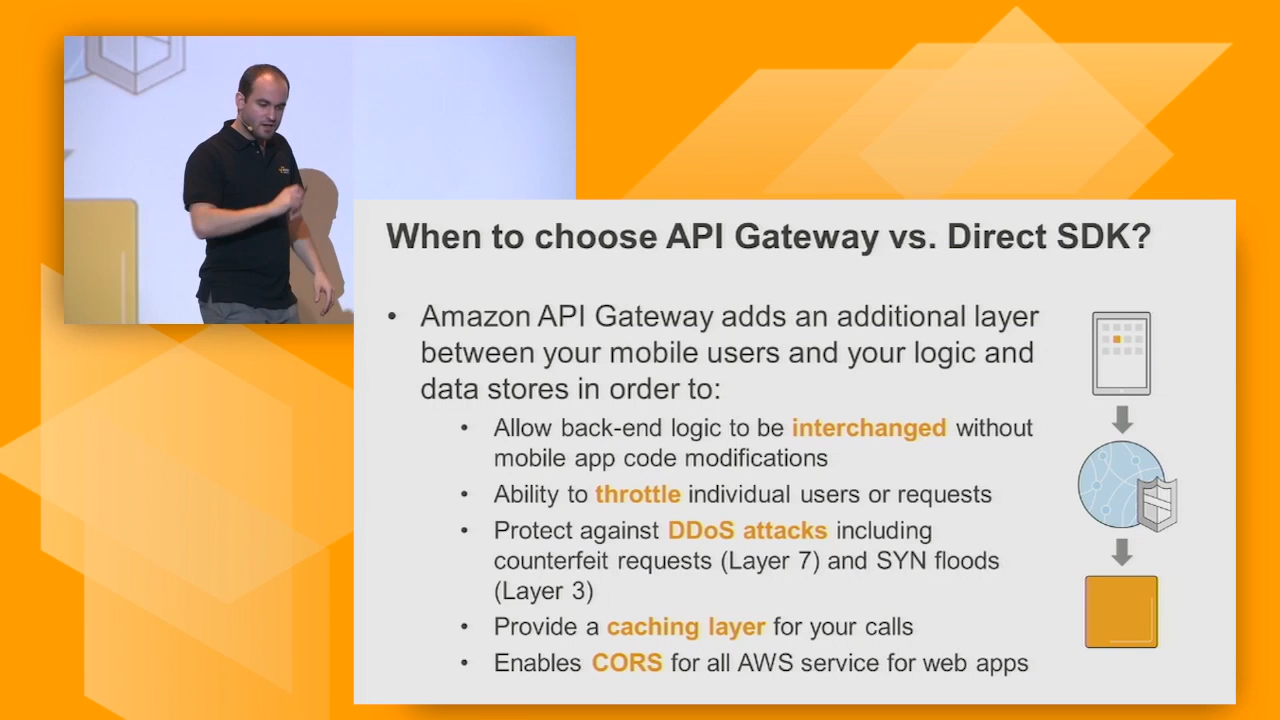 When to choose API Gateway vs. Direct SDK?
• Amazon API Gateway adds an additional layer
between your mobile users and your logic and
data stores in order to:
• Allow back-end logic to be interchanged without
mobile app code modifications
• Ability to throttle individual users or requests
• Protect against DDoS attacks including
counterfeit requests (Layer 7) and SYN floods
(Layer 3)
• Provide a caching layer for your calls
• Enables CORS for all AWS service for web apps